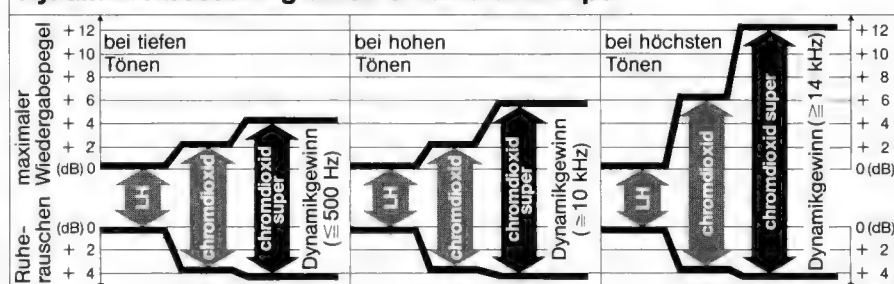 maximaler
Wiedergabepegel
Ruhe-
rauschen
+ 12
+ 10
+ 8
+ 6
+ 4
+ 2
(dB) 0
(dB) 0
+ 2
+ 4
bei tiefen
Tönen
LH
chromdioxid
chromdioxid
super
Dynamikgewinn
(≦ 500 Hz)
bei hohen
Tönen
LH
chromdioxid
chromdioxid
super
Dynamikgewinn
(≧ 10 kHz)
bei höchsten
Tönen
LH
chromdioxid
chromdioxid super
Dynamikgewinn (≧ 14 kHz)
+ 12
+ 10
+ 8
+ 6
+ 4
+ 2
0 (dB)
0 (dB)
+ 2
+ 4